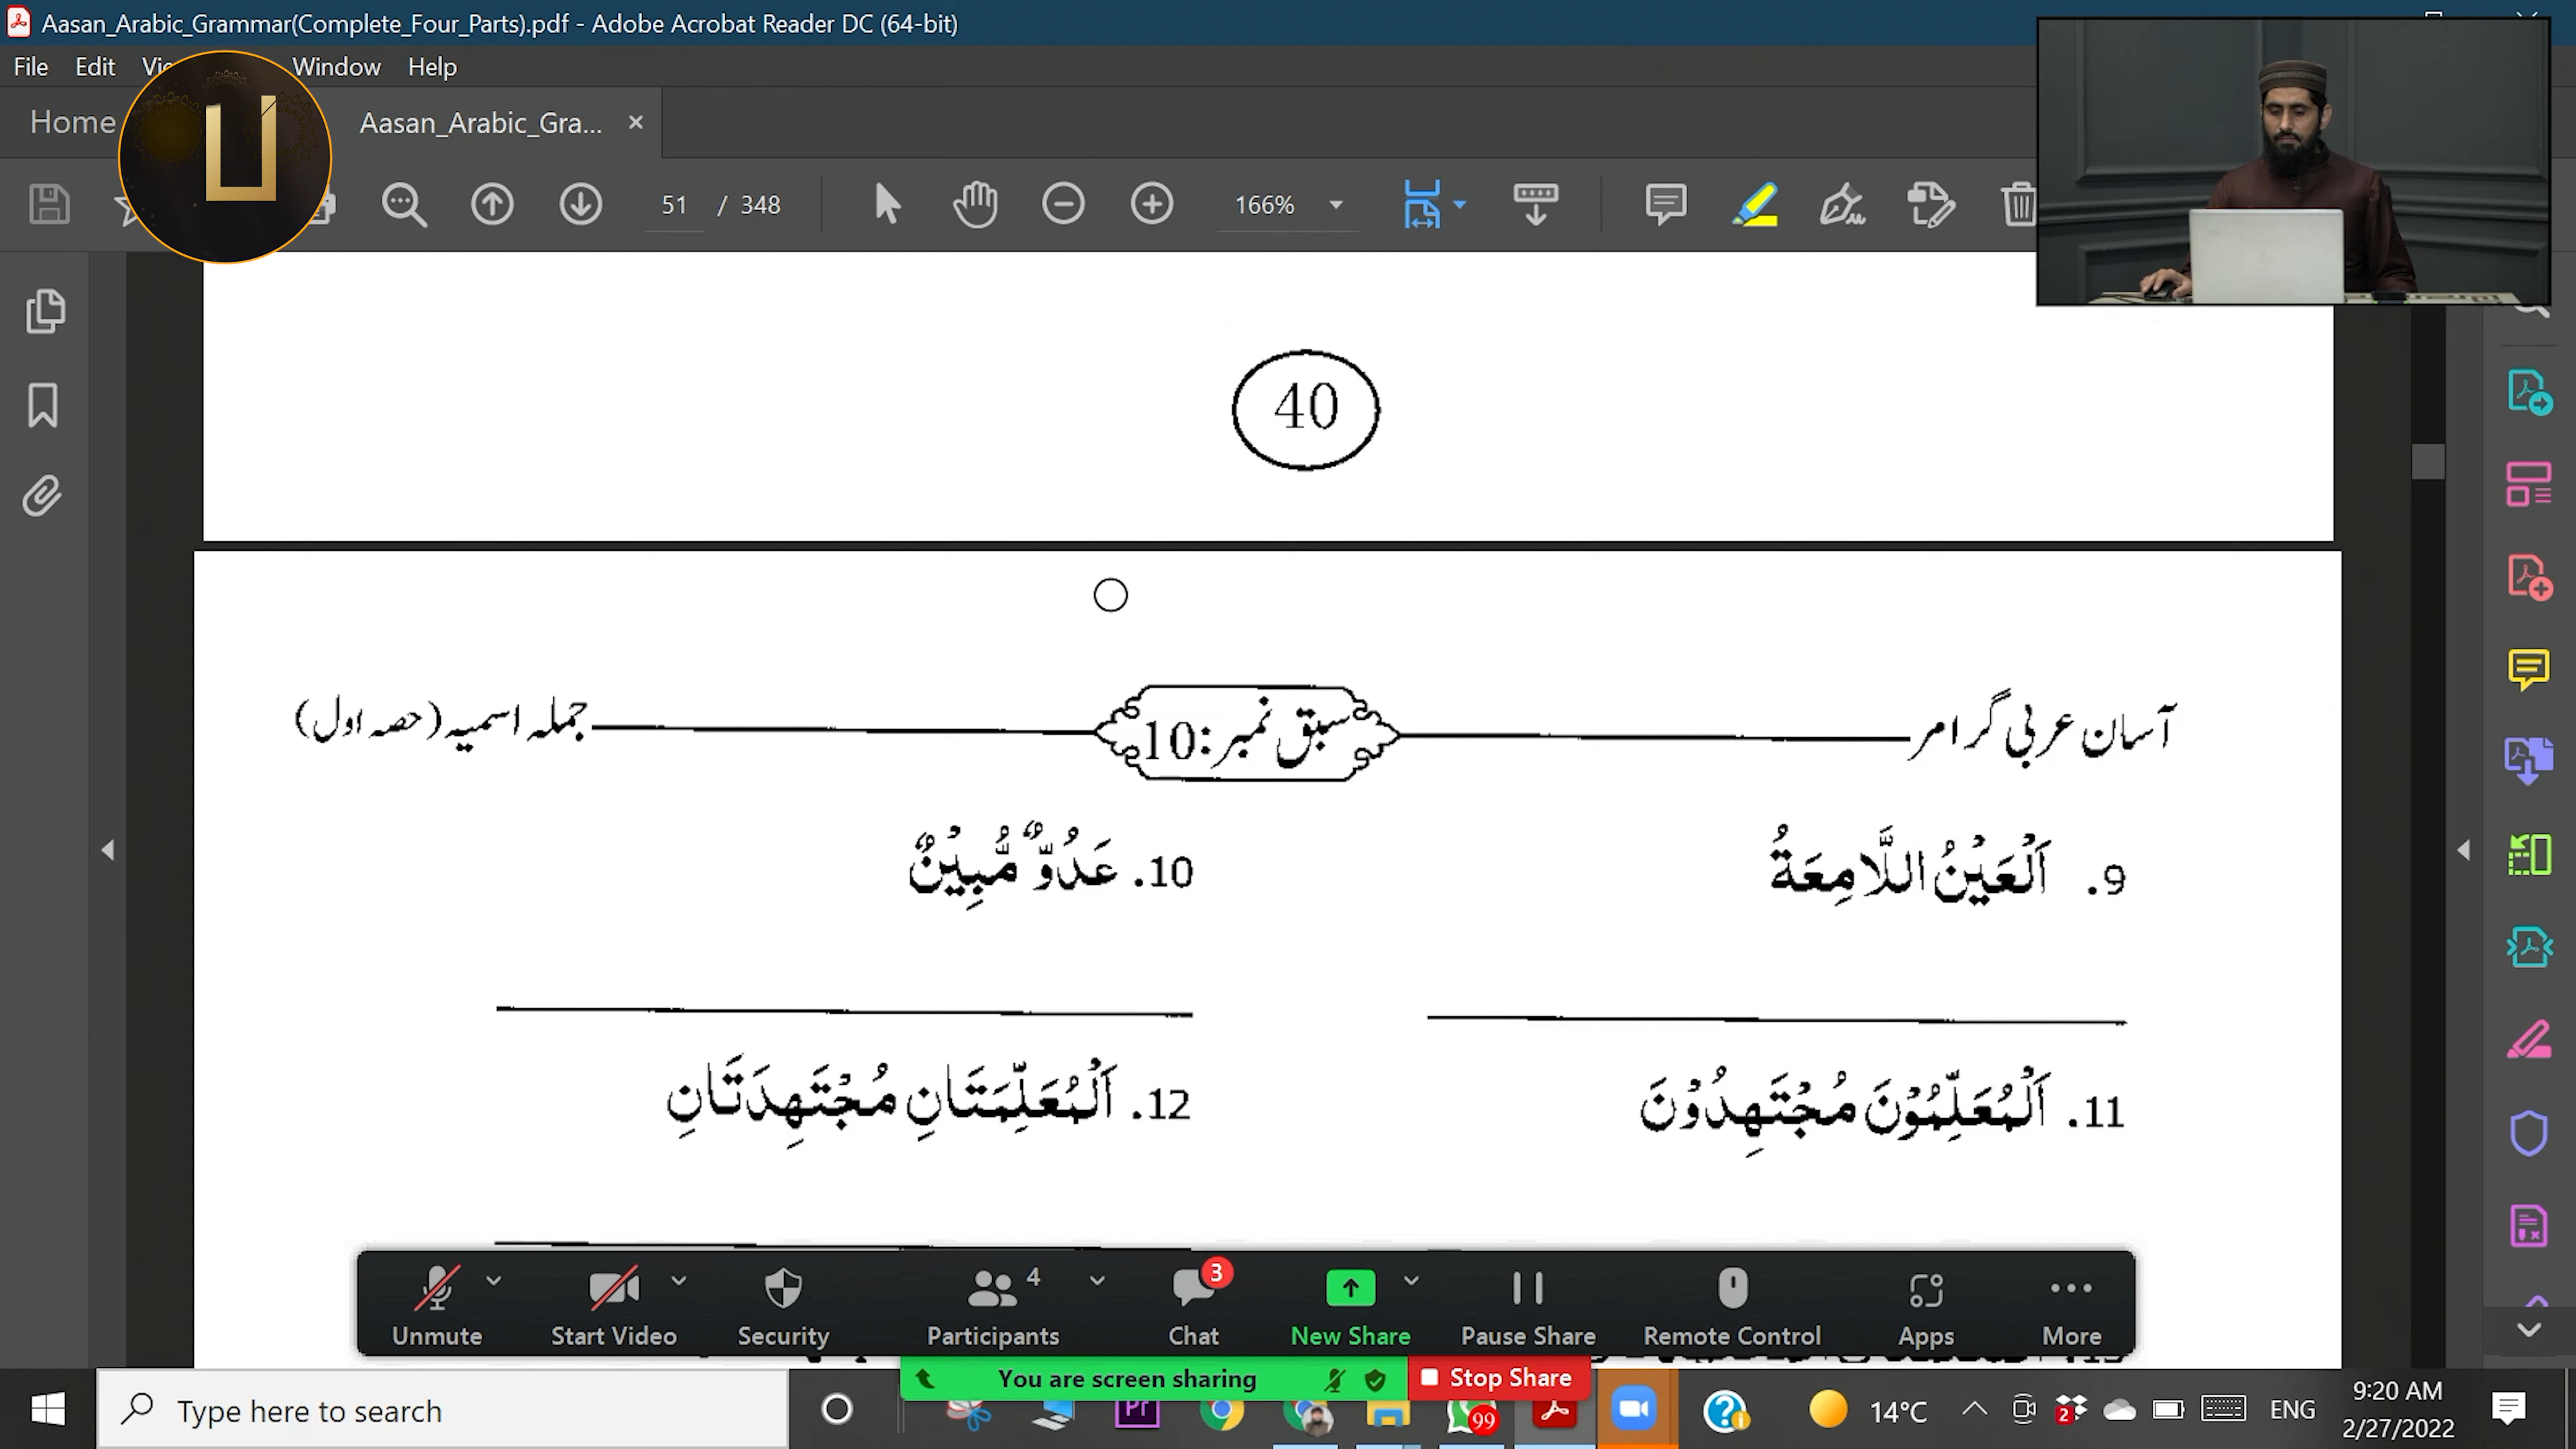 Aasan_Arabic_Grammar(Complete_Four_Parts).pdf - Adobe Acrobat Reader DC (64-bit)
File Edit Window Help
Home Aasan_Arabic_Gra...
51 / 348 166%
40
آسان عربی گرامر سبق نمبر:10 جملہ اسمیہ (حصہ اول)
9. اَلْعَيْنُ اللَّامِعَةُ 10. عَدُوٌّ مُّبِيْنٌ
11. اَلْمُعَلِّمُوْنَ مُجْتَهِدُوْنَ 12. اَلْمُعَلِّمَتَانِ مُجْتَهِدَتَانِ
4 3
Unmute Start Video Security Participants Chat New Share Pause Share Remote Control Apps More
You are screen sharing Stop Share
Type here to search Pr 99 14°C 2 ENG 9:20 AM
2/27/2022